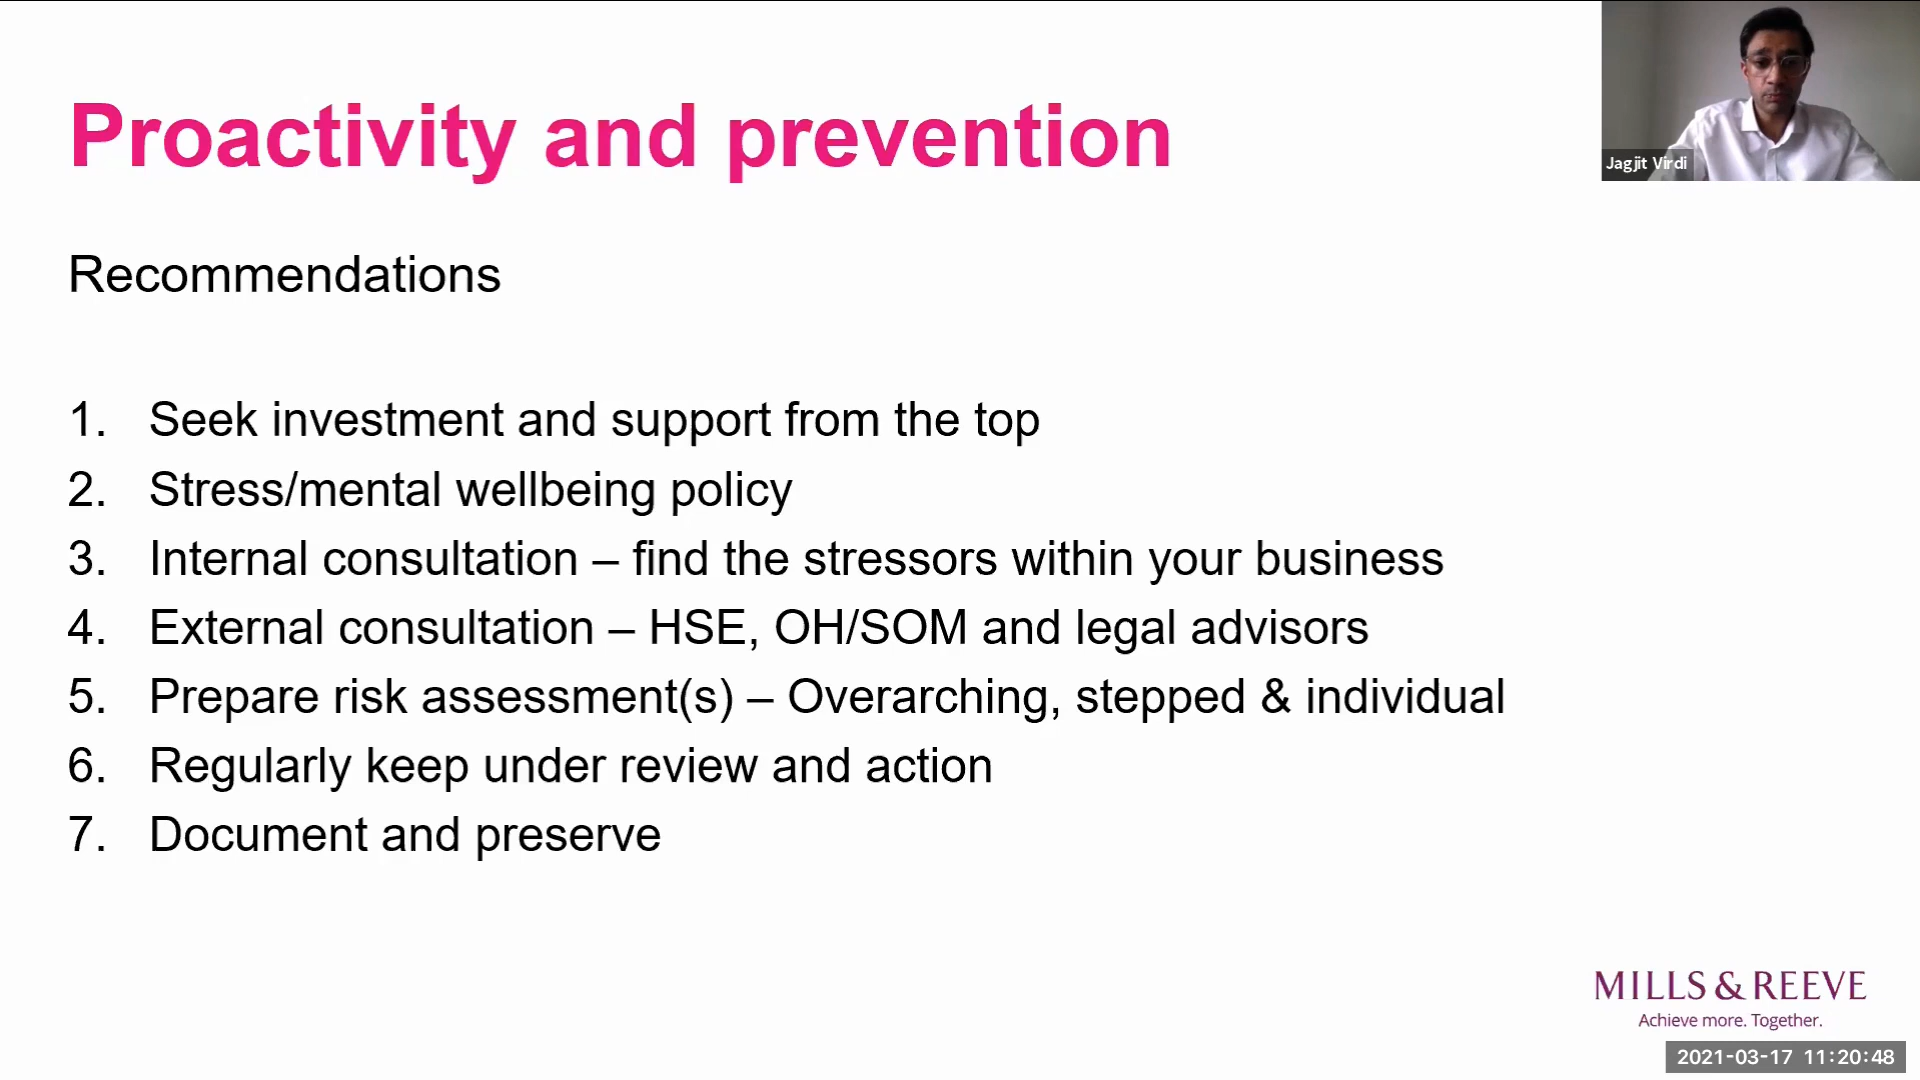 Proactivity and prevention
Jagjit Virdi
Recommendations
1. Seek investment and support from the top
2. Stress/mental wellbeing policy
3. Internal consultation – find the stressors within your business
4. External consultation – HSE, OH/SOM and legal advisors
5. Prepare risk assessment(s) – Overarching, stepped & individual
6. Regularly keep under review and action
7. Document and preserve
MILLS & REEVE
Achieve more. Together.
2021-03-17 11:20:48